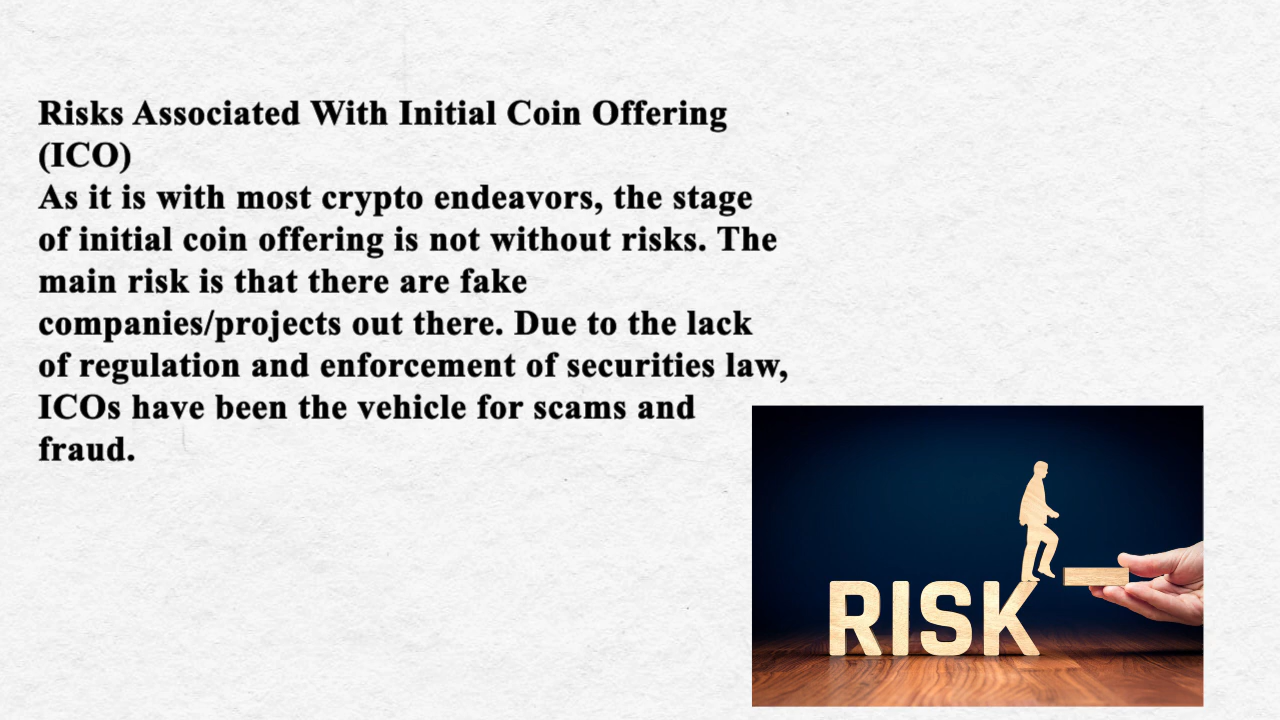 Risks Associated With Initial Coin Offering
(ICO)
As it is with most crypto endeavors, the stage
of initial coin offering is not without risks. The
main risk is that there are fake
companies/projects out there. Due to the lack
of regulation and enforcement of securities law,
ICOs have been the vehicle for scams and
fraud.
RISK